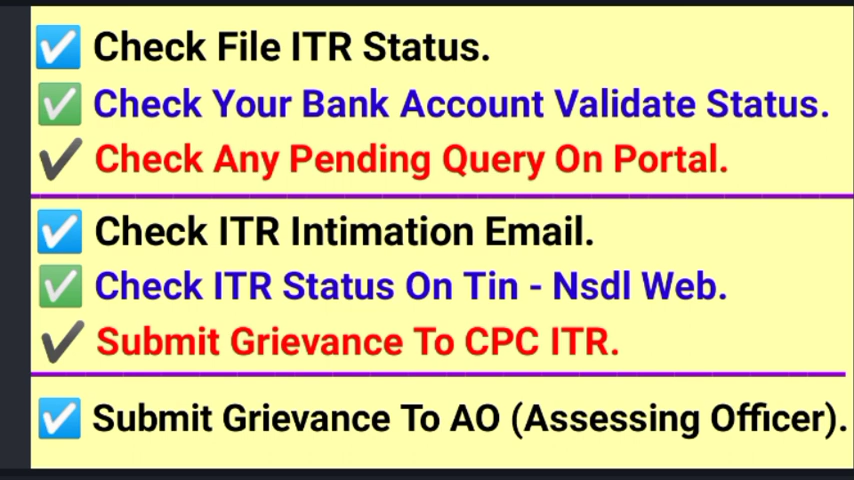 ☑ Check File ITR Status.
✅ Check Your Bank Account Validate Status.
✔ Check Any Pending Query On Portal.
☑ Check ITR Intimation Email.
✅ Check ITR Status On Tin - Nsdl Web.
✔ Submit Grievance To CPC ITR.
☑ Submit Grievance To AO (Assessing Officer).